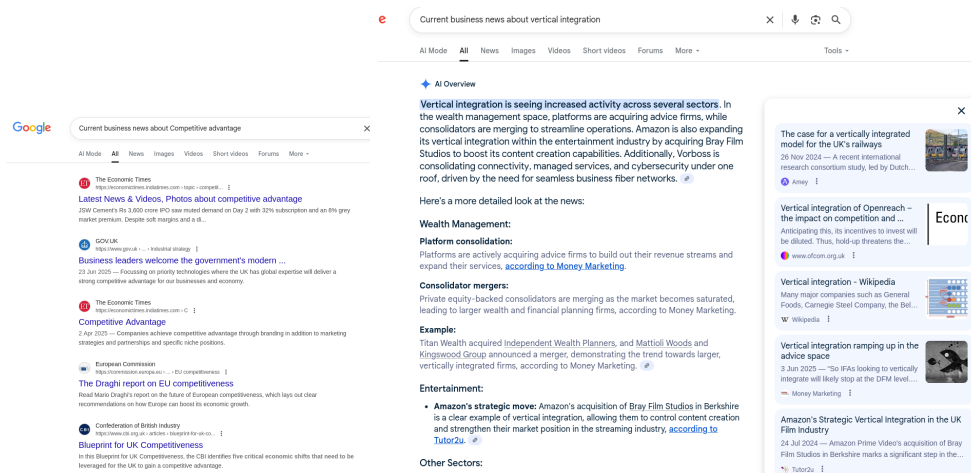 Google
Current business news about Competitive advantage
AI Mode All News Images Videos Short videos Forums More
The Economic Times
https://economictimes.indiatimes.com › topic › competi...
Latest News & Videos, Photos about competitive advantage
JSW Cement's Rs 3,600 crore IPO saw muted demand on Day 2 with 32% subscription and an 8% grey
market premium. Despite soft margins and a di...
GOV.UK
https://www.gov.uk › ... › Industrial strategy
Business leaders welcome the government's modern ...
23 Jun 2025 — Focussing on priority technologies where the UK has global expertise will deliver a
strong competitive advantage for our businesses and economy.
The Economic Times
https://economictimes.indiatimes.com › C
Competitive Advantage
2 Apr 2025 — Companies achieve competitive advantage through branding in addition to marketing
strategies and partnerships and specific niche positions.
European Commission
https://commission.europa.eu › ... › EU competitiveness
The Draghi report on EU competitiveness
Read Mario Draghi's report on the future of European competitiveness, which lays out clear
recommendations on how Europe can boost its economic growth.
Confederation of British Industry
https://www.cbi.org.uk › articles › blueprint-for-uk-co...
Blueprint for UK Competitiveness
In this Blueprint for UK Competitiveness, the CBI identifies five critical economic shifts that need to be
leveraged for the UK to gain a competitive advantage.
e
Current business news about vertical integration
AI Mode All News Images Videos Short videos Forums More Tools
AI Overview
Vertical integration is seeing increased activity across several sectors. In
the wealth management space, platforms are acquiring advice firms, while
consolidators are merging to streamline operations. Amazon is also expanding
its vertical integration within the entertainment industry by acquiring Bray Film
Studios to boost its content creation capabilities. Additionally, Vorboss is
consolidating connectivity, managed services, and cybersecurity under one
roof, driven by the need for seamless business fiber networks.
Here's a more detailed look at the news:
Wealth Management:
Platform consolidation:
Platforms are actively acquiring advice firms to build out their revenue streams and
expand their services, according to Money Marketing.
Consolidator mergers:
Private equity-backed consolidators are merging as the market becomes saturated,
leading to larger wealth and financial planning firms, according to Money Marketing.
Example:
Titan Wealth acquired Independent Wealth Planners, and Mattioli Woods and
Kingswood Group announced a merger, demonstrating the trend towards larger,
vertically integrated firms, according to Money Marketing.
Entertainment:
• Amazon's strategic move: Amazon's acquisition of Bray Film Studios in Berkshire
is a clear example of vertical integration, allowing them to control content creation
and strengthen their market position in the streaming industry, according to
Tutor2u.
Other Sectors:
The case for a vertically integrated
model for the UK's railways
26 Nov 2024 — A recent international
research consortium study, led by Dutch...
Amey
Vertical integration of Openreach –
the impact on competition and ...
Anticipating this, its incentives to invest will
be diluted. Thus, hold-up threatens the...
www.ofcom.org.uk
Econo
Vertical integration - Wikipedia
Many major companies such as General
Foods, Carnegie Steel Company, the Bel...
W Wikipedia
Vertical integration ramping up in the
advice space
3 Jun 2025 — "So IFAs looking to vertically
integrate will likely stop at the DFM level....
Money Marketing
Amazon's Strategic Vertical Integration in the UK
Film Industry
24 Jul 2024 — Amazon Prime Video's acquisition of Bray
Film Studios in Berkshire marks a significant step in the...
Tutor2u